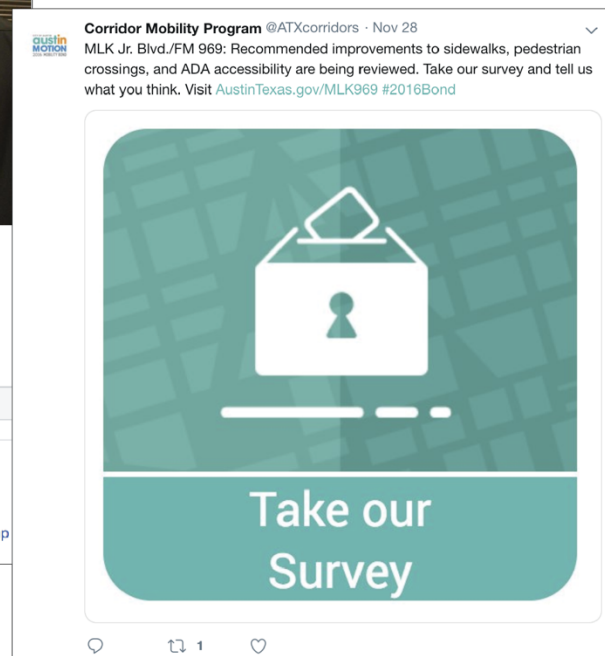 Corridor Mobility Program @ATXcorridors · Nov 28
austin
MOTION
MLK Jr. Blvd./FM 969: Recommended improvements to sidewalks, pedestrian
crossings, and ADA accessibility are being reviewed. Take our survey and tell us
what you think. Visit AustinTexas.gov/MLK969 #2016Bond
Take our
Survey
p
1